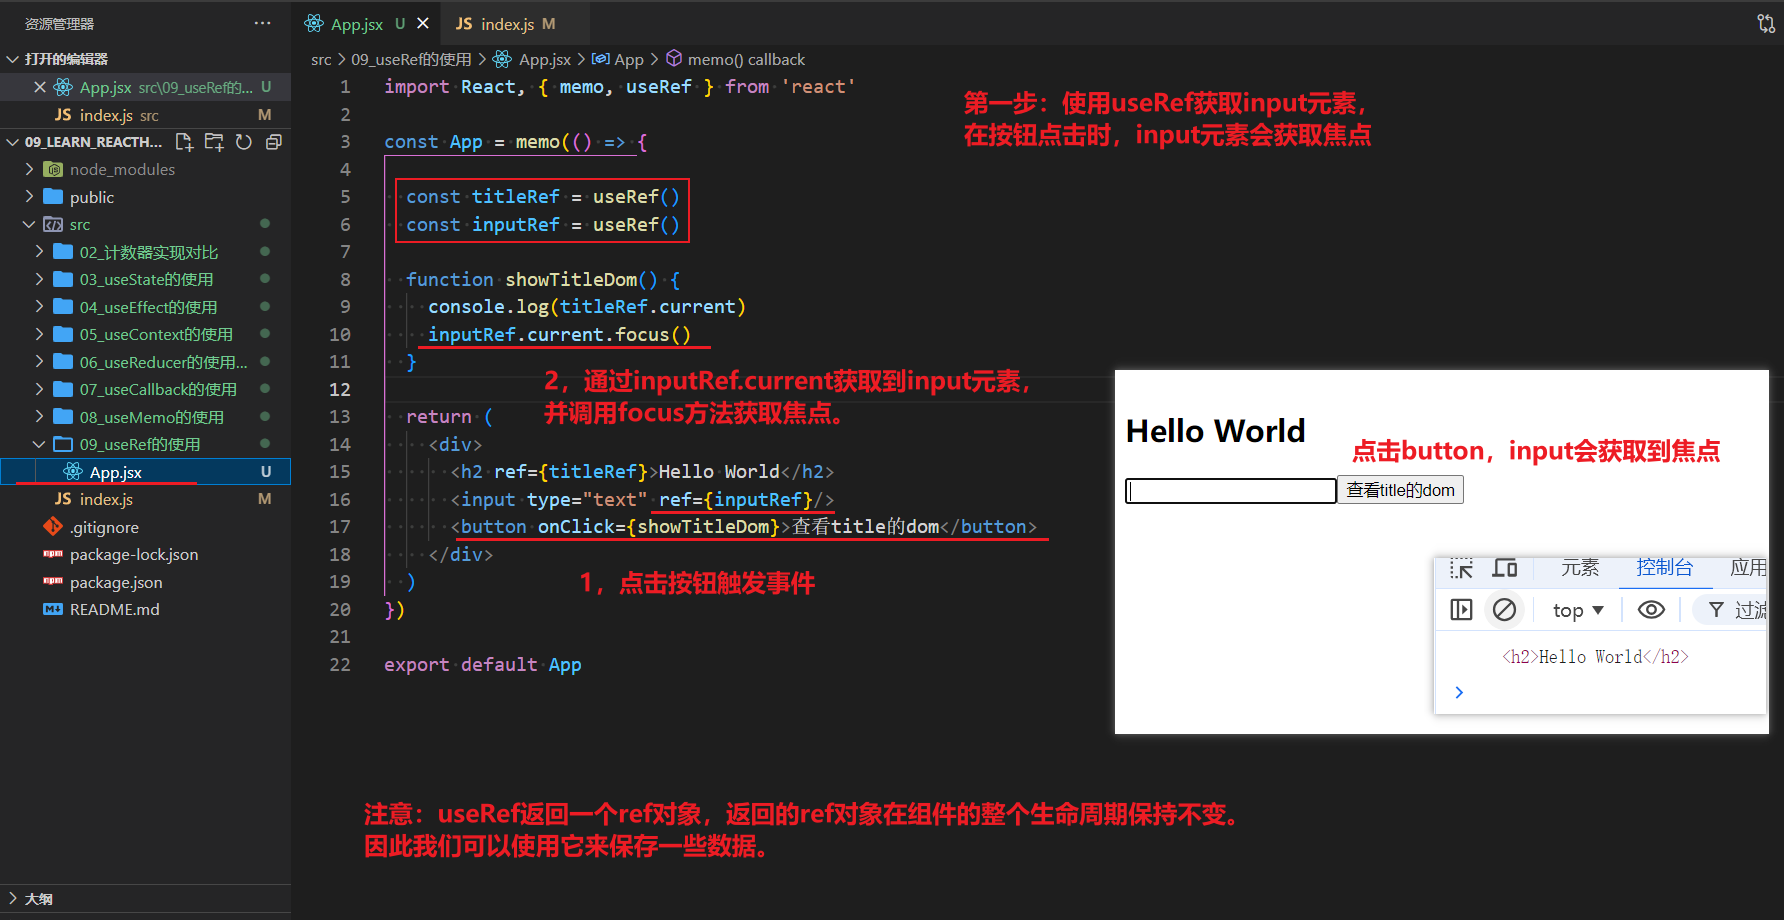 资源管理器
打开的编辑器
App.jsx src\09_useRef的... U
index.js src M
09_LEARN_REACTH...
node_modules
public
src
02_计数器实现对比
03_useState的使用
04_useEffect的使用
05_useContext的使用
06_useReducer的使用...
07_useCallback的使用
08_useMemo的使用
09_useRef的使用
App.jsx U
JS index.js M
.gitignore
package-lock.json
package.json
README.md
大纲
App.jsx U
JS index.js M
src > 09_useRef的使用 > App.jsx > App > memo() callback
1 import React, { memo, useRef } from 'react'
2
3 const App = memo(() => {
4
5 const titleRef = useRef()
6 const inputRef = useRef()
7
8 function showTitleDom() {
9 console.log(titleRef.current)
10 inputRef.current.focus()
11 }
12
13 return (
14 <div>
15 <h2 ref={titleRef}>Hello World</h2>
16 <input type="text" ref={inputRef}/>
17 <button onClick={showTitleDom}>查看title的dom</button>
18 </div>
19 )
20 })
21
22 export default App
第一步：使用useRef获取input元素，
在按钮点击时，input元素会获取焦点
2，通过inputRef.current获取到input元素，
并调用focus方法获取焦点。
1，点击按钮触发事件
Hello World
点击button，input会获取到焦点
查看title的dom
元素 控制台 应用
top ▼ 过滤
<h2>Hello World</h2>
注意：useRef返回一个ref对象，返回的ref对象在组件的整个生命周期保持不变。
因此我们可以使用它来保存一些数据。